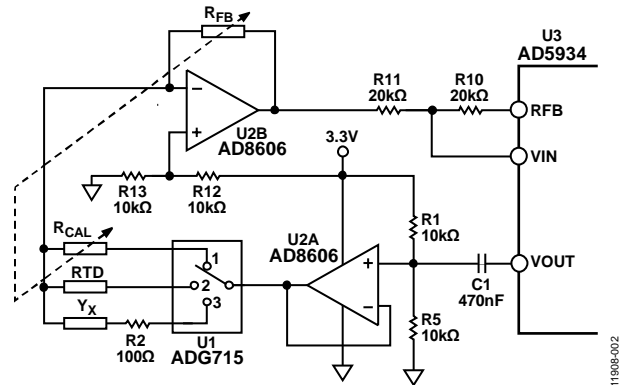 RFB
U3
AD5934
R11
20kΩ
R10
20kΩ
RFB
VIN
−
+
U2B
AD8606
3.3V
R13
10kΩ
R12
10kΩ
R1
10kΩ
RCAL
RTD
YX
R2
100Ω
1
2
3
U1
ADG715
U2A
AD8606
+
−
VOUT
C1
470nF
R5
10kΩ
11908-002